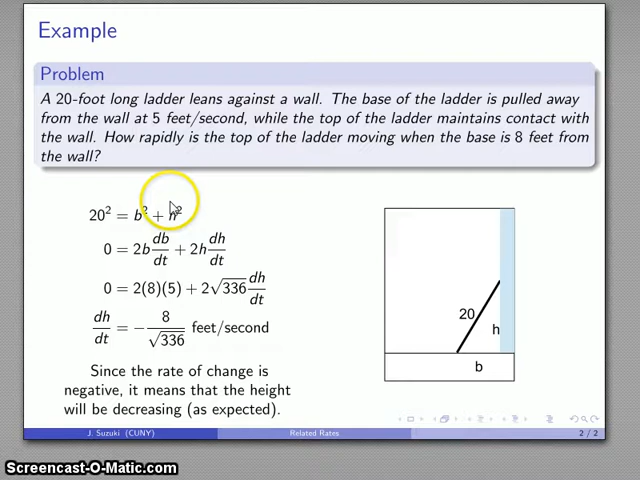 Example
Problem
A 20-foot long ladder leans against a wall. The base of the ladder is pulled away
from the wall at 5 feet/second, while the top of the ladder maintains contact with
the wall. How rapidly is the top of the ladder moving when the base is 8 feet from
the wall?
20² = b² + h²
0 = 2b db/dt + 2h dh/dt
0 = 2(8)(5) + 2√336 dh/dt
dh/dt = − 8/√336 feet/second
Since the rate of change is
negative, it means that the height
will be decreasing (as expected).
20
h
b
J. Suzuki (CUNY) Related Rates 2 / 2
Screencast-O-Matic.com